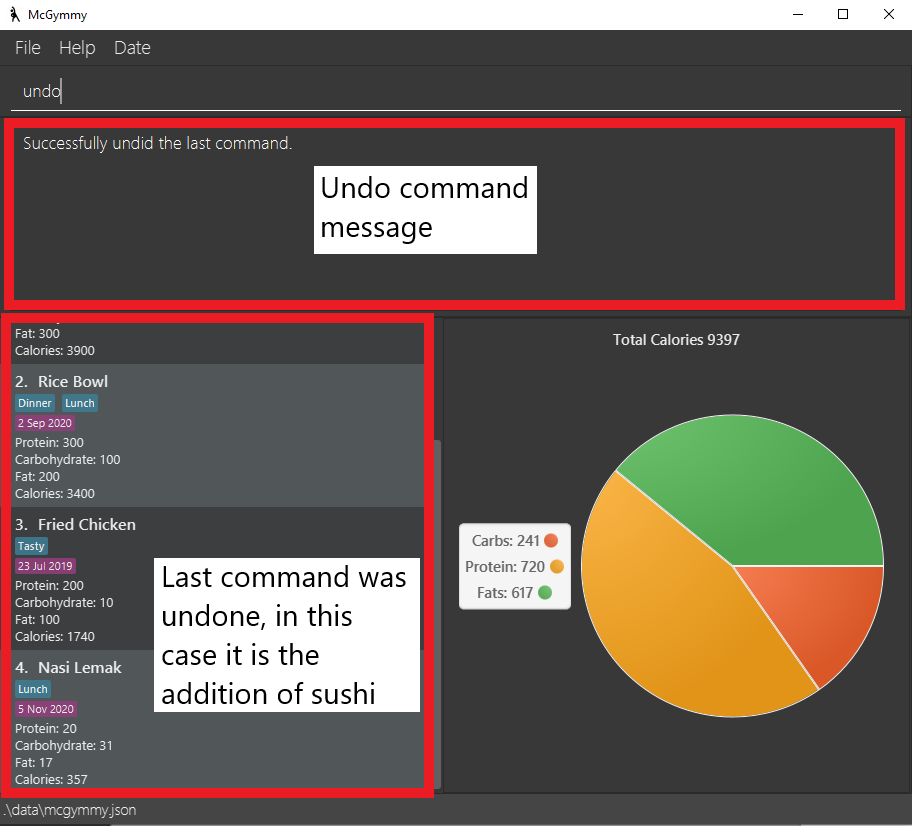 McGymmy
File Help Date
undo
Successfully undid the last command.
Undo command
message
Fat: 300
Calories: 3900
2. Rice Bowl
Dinner Lunch
2 Sep 2020
Protein: 300
Carbohydrate: 100
Fat: 200
Calories: 3400
3. Fried Chicken
Tasty
23 Jul 2019
Protein: 200
Carbohydrate: 10
Fat: 100
Calories: 1740
4. Nasi Lemak
Lunch
5 Nov 2020
Protein: 20
Carbohydrate: 31
Fat: 17
Calories: 357
Last command was
undone, in this
case it is the
addition of sushi
Total Calories 9397
Carbs: 241
Protein: 720
Fats: 617
.\data\mcgymmy.json